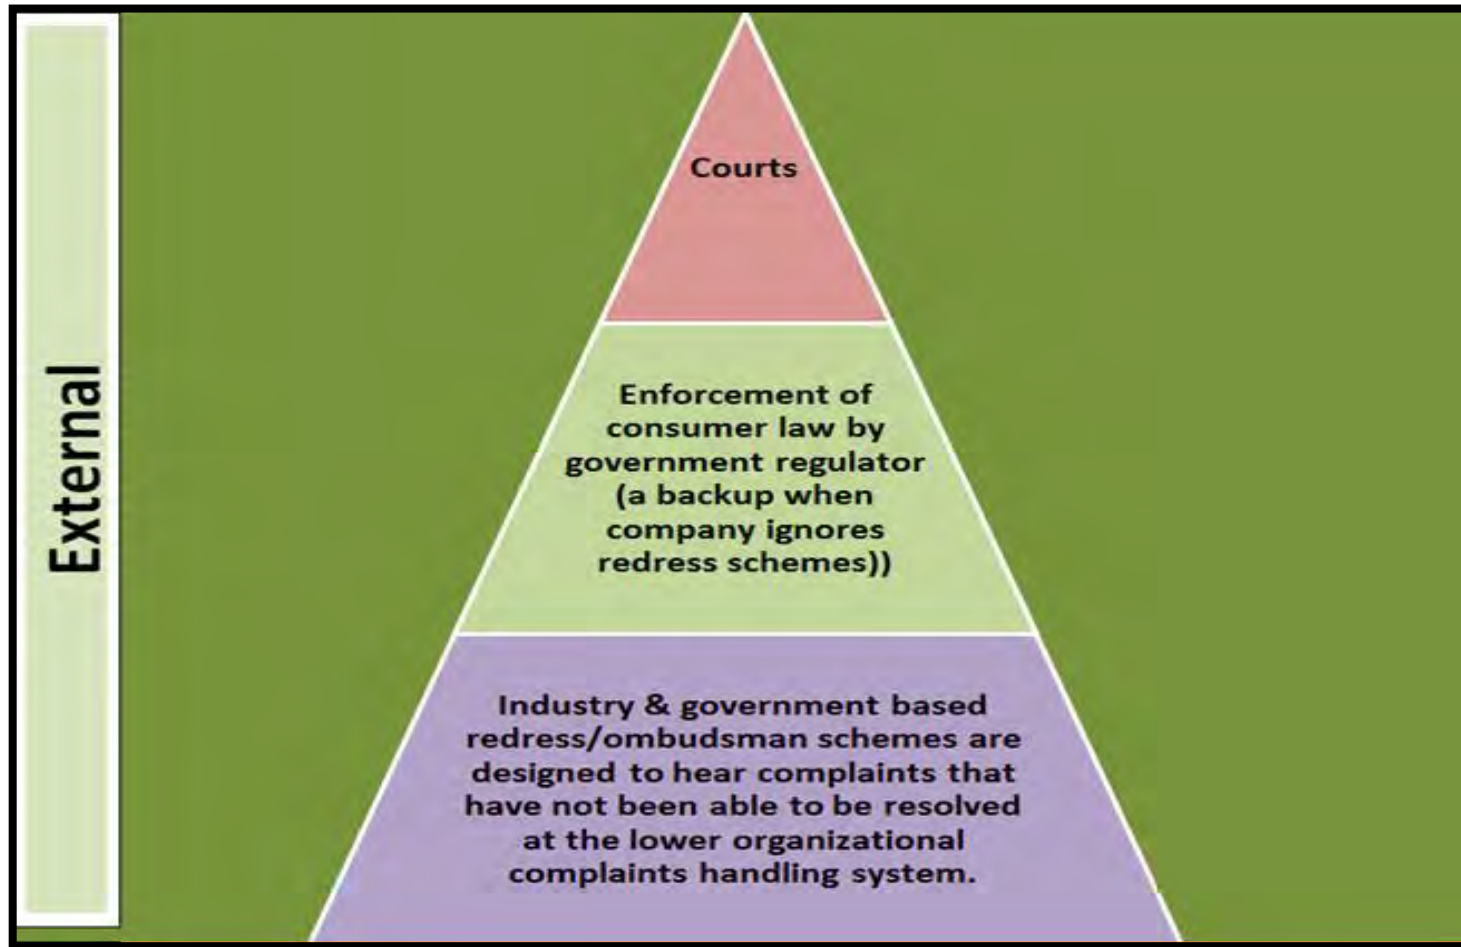 External
Courts
Enforcement of
consumer law by
government regulator
(a backup when
company ignores
redress schemes))
Industry & government based
redress/ombudsman schemes are
designed to hear complaints that
have not been able to be resolved
at the lower organizational
complaints handling system.